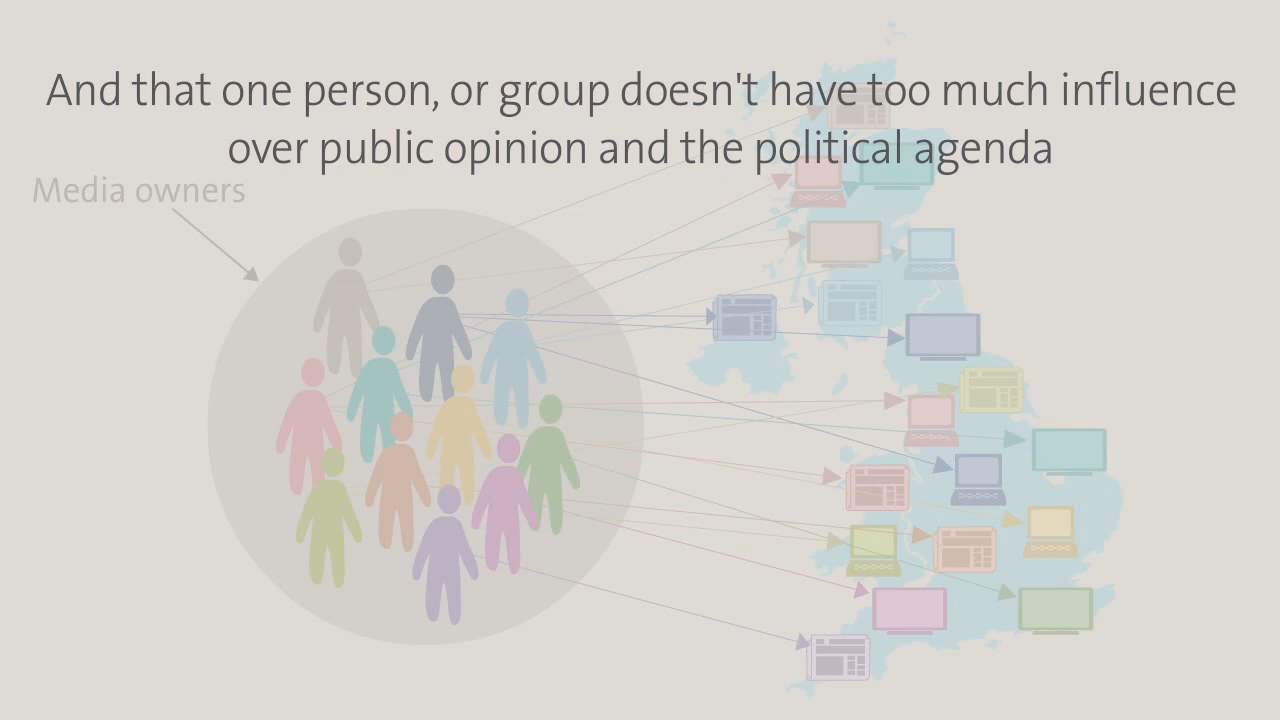 And that one person, or group doesn't have too much influence
over public opinion and the political agenda
Media owners